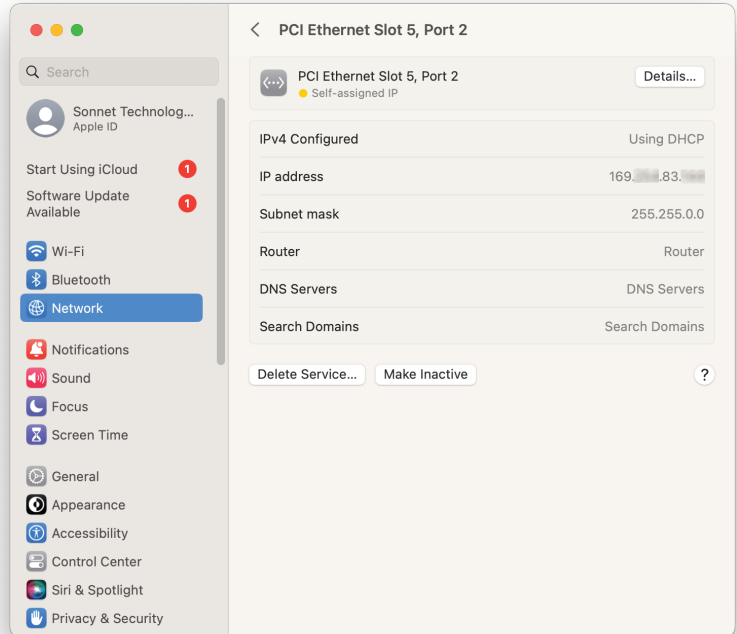 PCI Ethernet Slot 5, Port 2
Search
Sonnet Technolog...
Apple ID
Start Using iCloud 1
Software Update
Available 1
Wi-Fi
Bluetooth
Network
Notifications
Sound
Focus
Screen Time
General
Appearance
Accessibility
Control Center
Siri & Spotlight
Privacy & Security
PCI Ethernet Slot 5, Port 2
Details...
Self-assigned IP
IPv4 Configured Using DHCP
IP address 169. .83.
Subnet mask 255.255.0.0
Router Router
DNS Servers DNS Servers
Search Domains Search Domains
Delete Service... Make Inactive ?